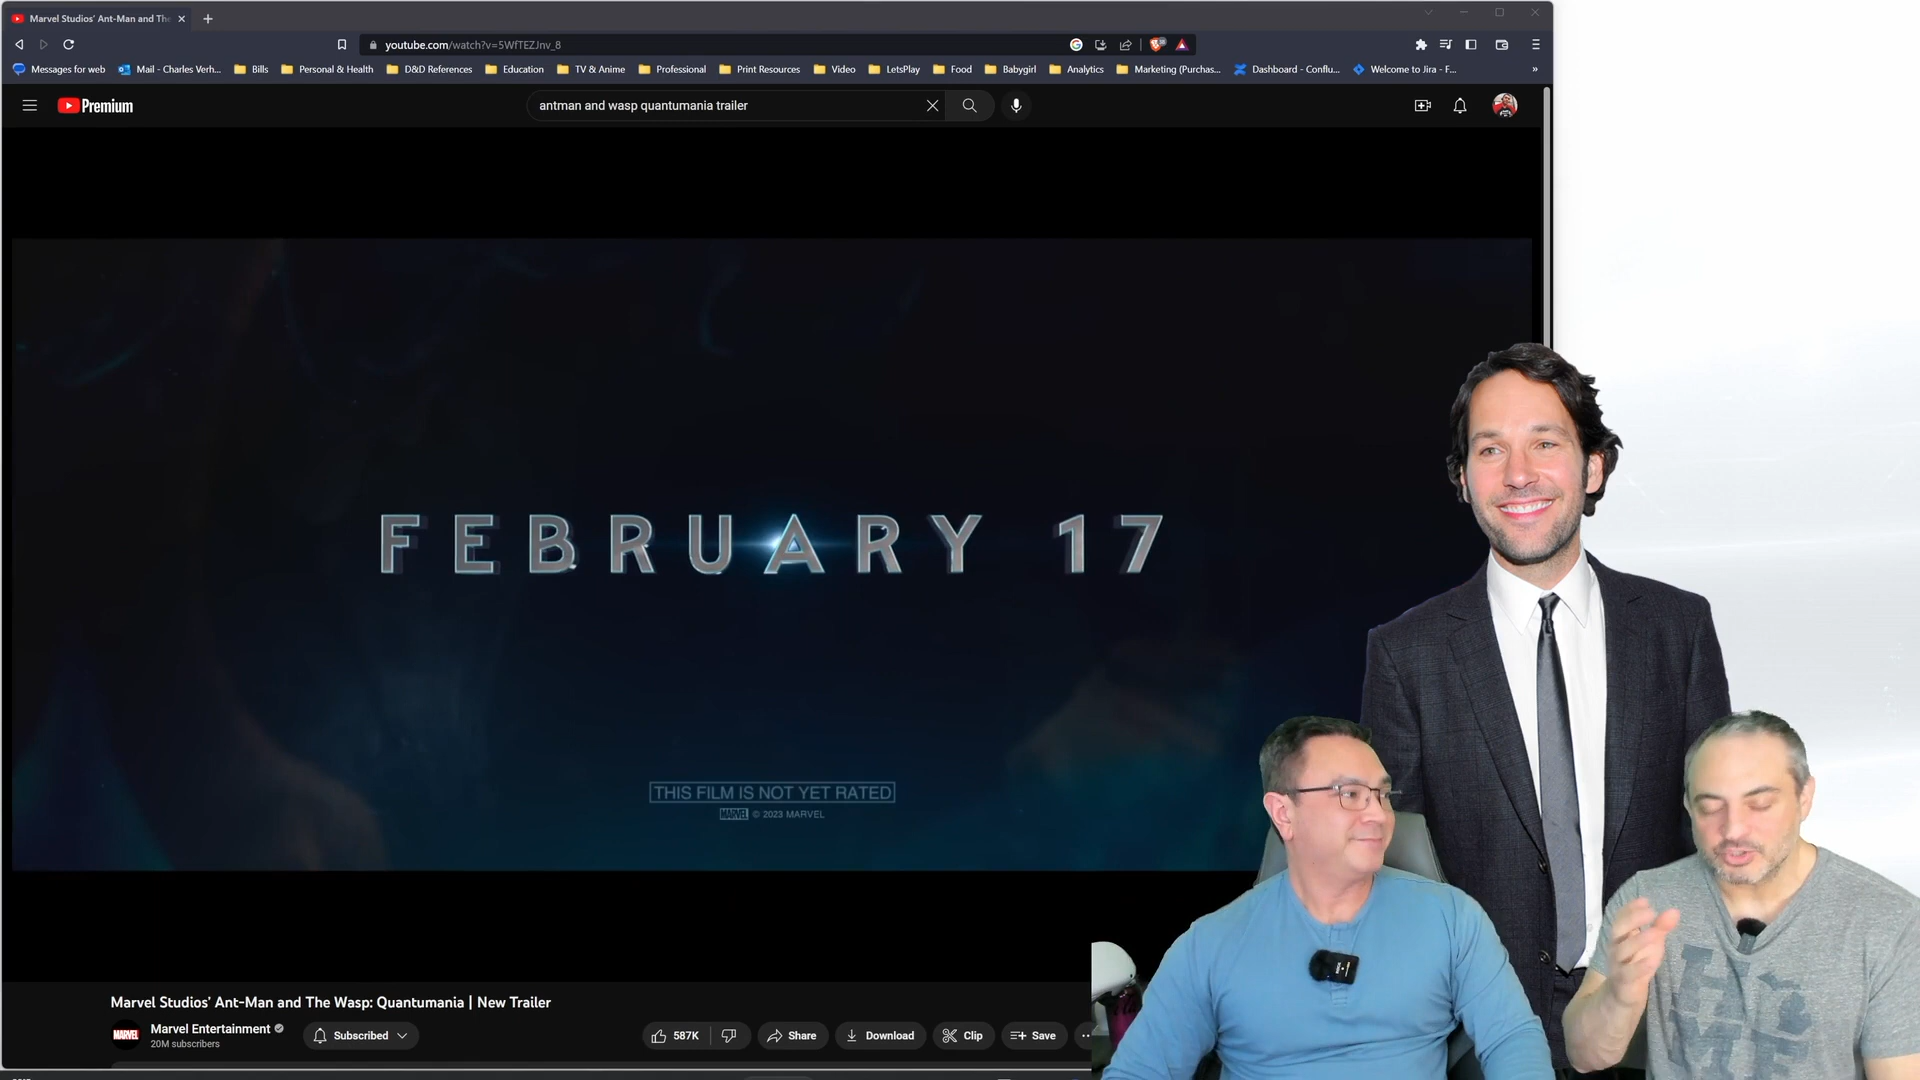 Marvel Studios' Ant-Man and The
youtube.com/watch?v=5WfTEZJnv_8
Messages for web
Mail - Charles Verh...
Bills
Personal & Health
D&D References
Education
TV & Anime
Professional
Print Resources
Video
LetsPlay
Food
Babygirl
Analytics
Marketing (Purchas...
Dashboard - Conflu...
Welcome to Jira - F...
»
Premium
antman and wasp quantumania trailer
FEBRUARY 17
THIS FILM IS NOT YET RATED
MARVEL © 2023 MARVEL
Marvel Studios' Ant-Man and The Wasp: Quantumania | New Trailer
MARVEL
Marvel Entertainment
20M subscribers
Subscribed
587K
Share
Download
Clip
Save